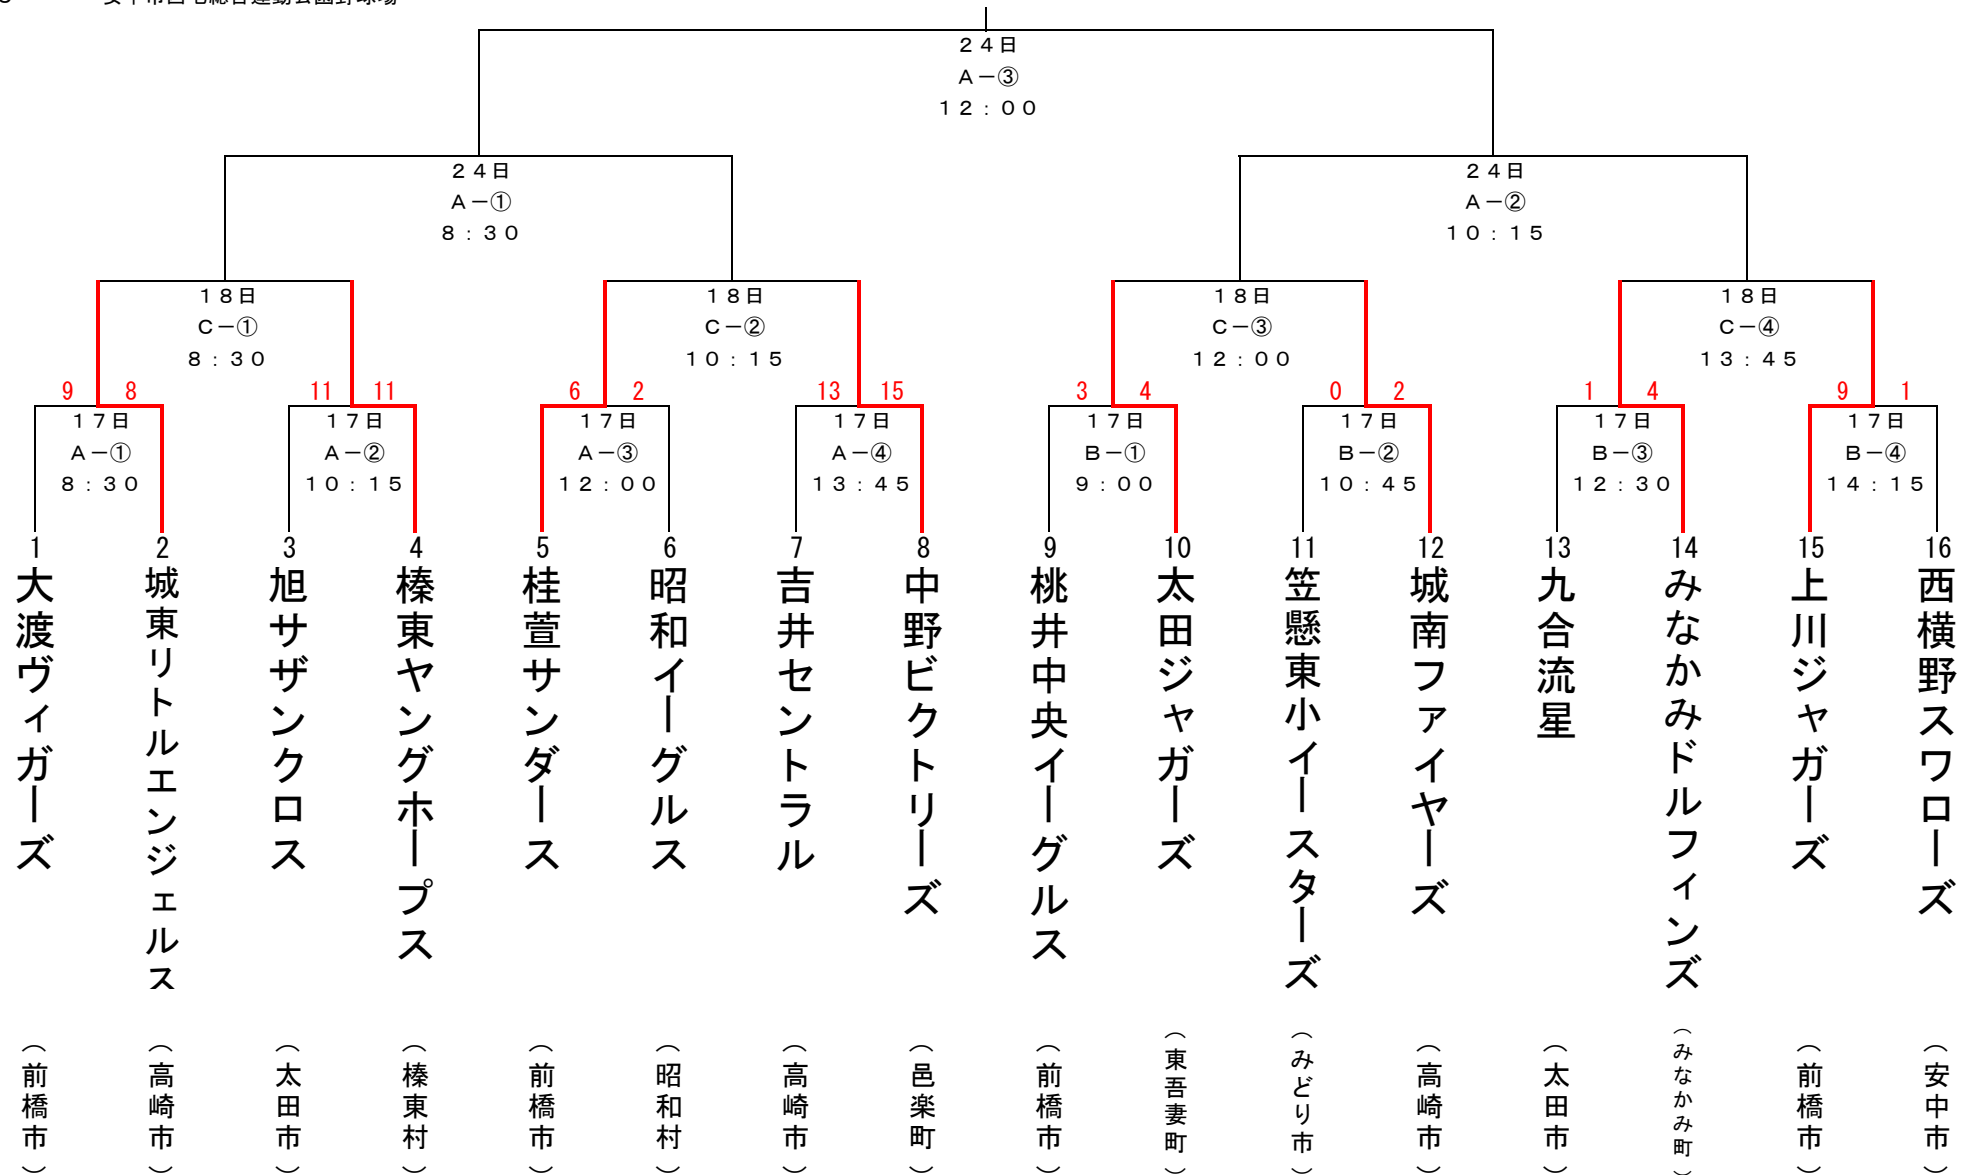 24日
A-③
12:00
24日
A-①
8:30
24日
A-②
10:15
18日
C-①
8:30
18日
C-②
10:15
18日
C-③
12:00
18日
C-④
13:45
9 8
11 11
6 2
13 15
3 4
0 2
1 4
9 1
17日
A-①
8:30
17日
A-②
10:15
17日
A-③
12:00
17日
A-④
13:45
17日
B-①
9:00
17日
B-②
10:45
17日
B-③
12:30
17日
B-④
14:15
1
大渡ヴィガーズ
(前橋市)
2
城東リトルエンジェルス
(高崎市)
3
旭サザンクロス
(太田市)
4
榛東ヤングホープス
(榛東村)
5
桂萱サンダース
(前橋市)
6
昭和イーグルス
(昭和村)
7
吉井セントラル
(高崎市)
8
中野ビクトリーズ
(邑楽町)
9
桃井中央イーグルス
(前橋市)
10
太田ジャガーズ
(東吾妻町)
11
笠懸東小イースターズ
(みどり市)
12
城南ファイヤーズ
(高崎市)
13
九合流星
(太田市)
14
みなかみドルフィンズ
(みなかみ町)
15
上川ジャガーズ
(前橋市)
16
西横野スワローズ
(安中市)